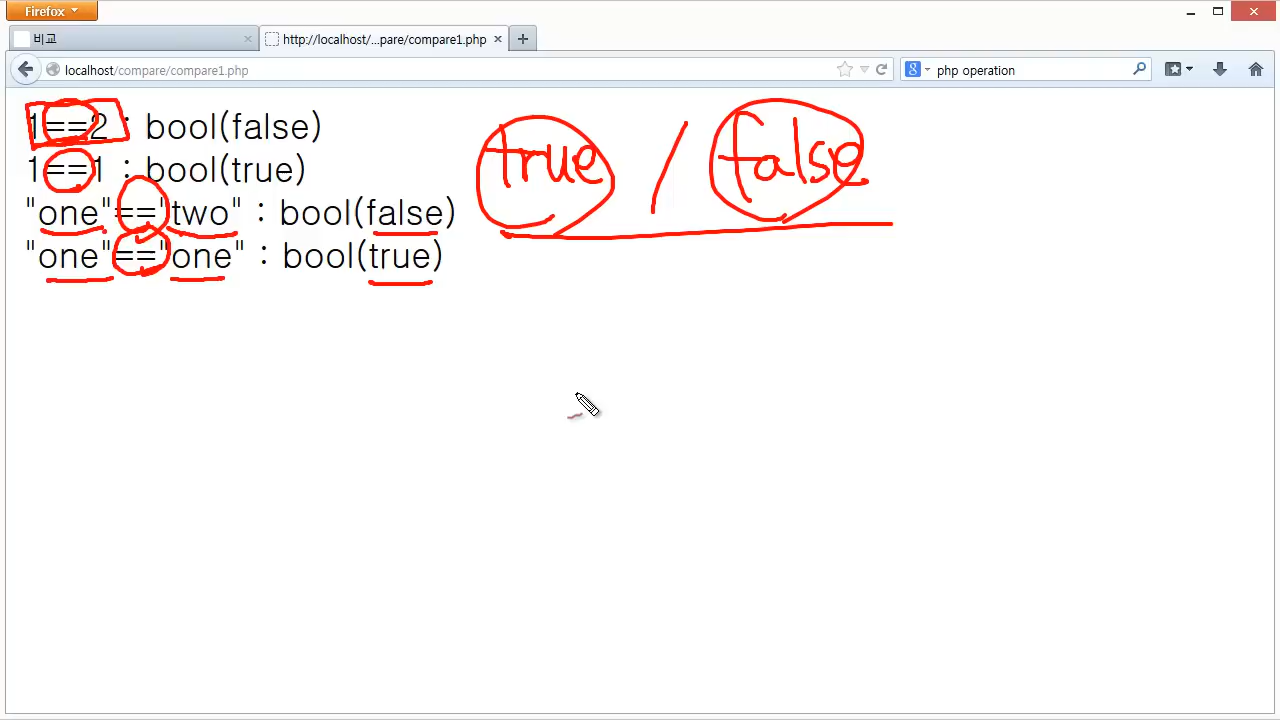 Firefox
비교
http://localhost/...pare/compare1.php
localhost/compare/compare1.php
php operation
1==2 : bool(false)
1==1 : bool(true)
"one"=="two" : bool(false)
"one"=="one" : bool(true)
true / false